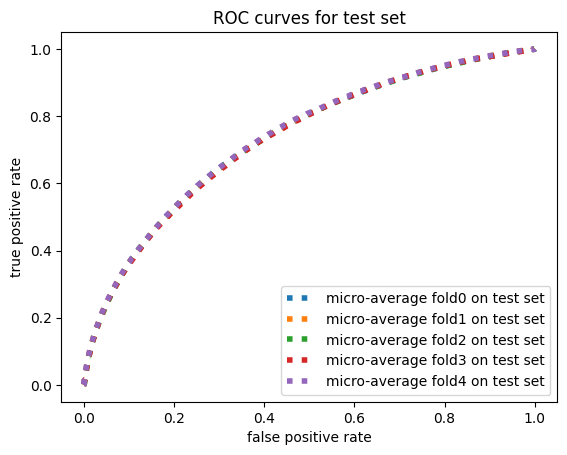 ROC curves for test set
true positive rate
1.0
0.8
0.6
0.4
0.2
0.0
micro-average fold0 on test set
micro-average fold1 on test set
micro-average fold2 on test set
micro-average fold3 on test set
micro-average fold4 on test set
0.0 0.2 0.4 0.6 0.8 1.0
false positive rate